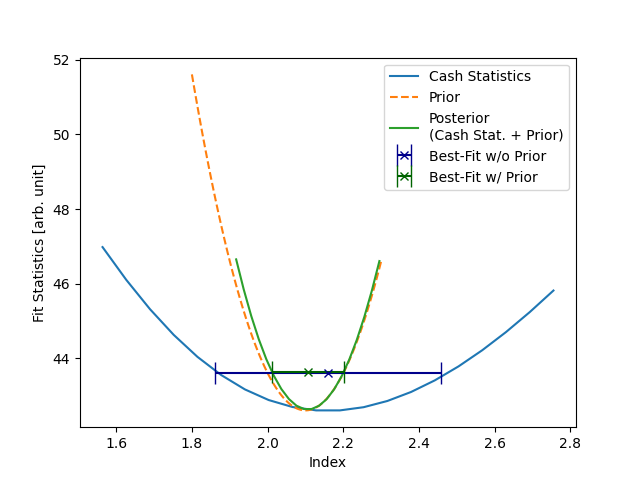 52
50
48
46
44
Fit Statistics [arb. unit]
Cash Statistics
Prior
Posterior
(Cash Stat. + Prior)
Best-Fit w/o Prior
Best-Fit w/ Prior
1.6 1.8 2.0 2.2 2.4 2.6 2.8
Index